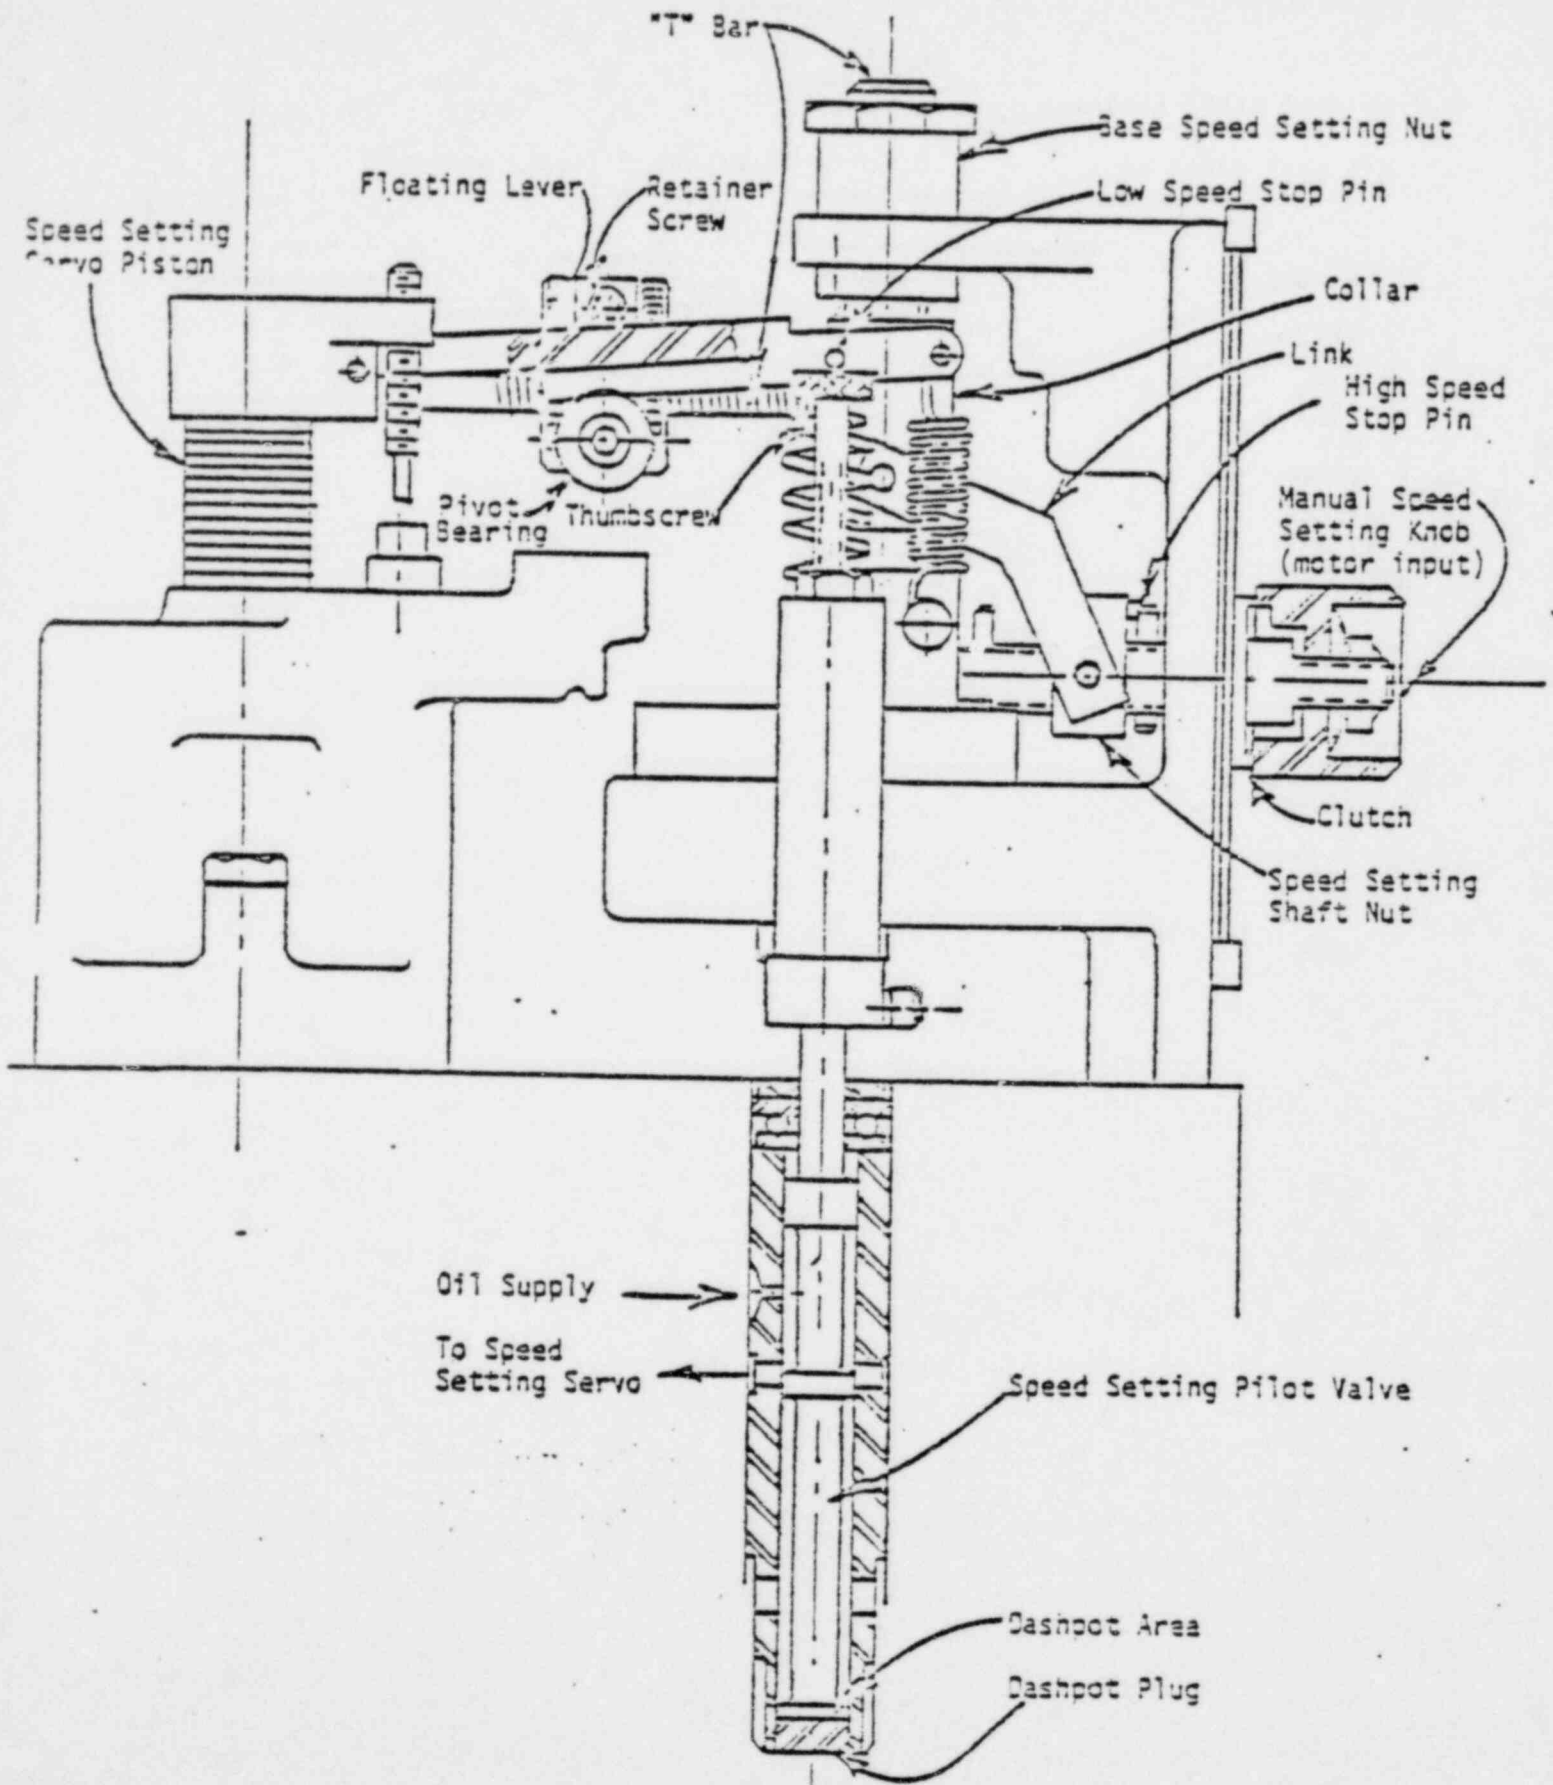 "T" Bar
Base Speed Setting Nut
Floating Lever
Retainer
Screw
Low Speed Stop Pin
Speed Setting
Servo Piston
Collar
Link
High Speed
Stop Pin
Manual Speed
Setting Knob
(motor input)
Pivot
Bearing
Thumbscrew
Clutch
Speed Setting
Shaft Nut
Oil Supply
To Speed
Setting Servo
Speed Setting Pilot Valve
Dashpot Area
Dashpot Plug